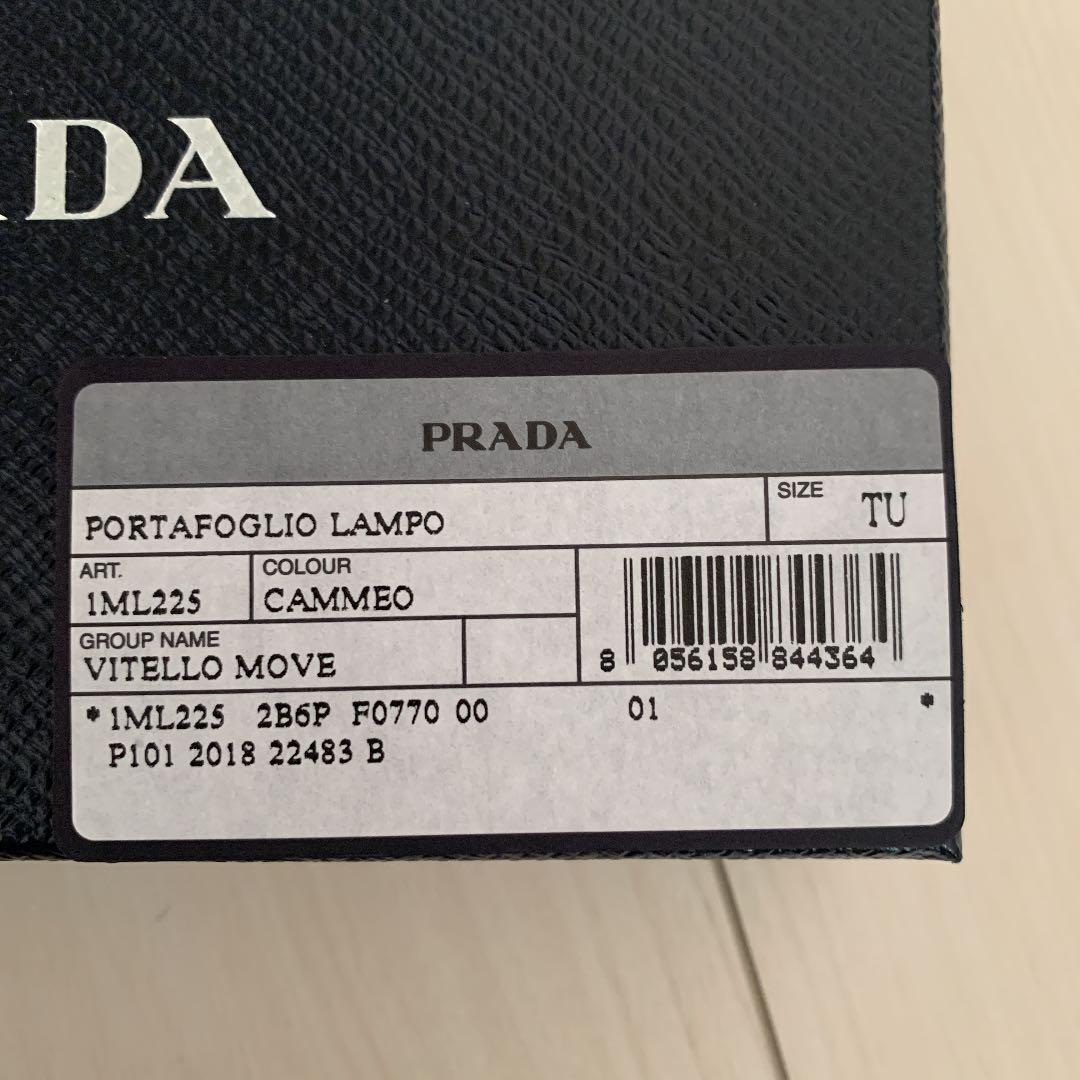 ADA
PRADA
PORTAFOGLIO LAMPO
SIZE TU
ART.
1ML225
COLOUR
CAMMEO
GROUP NAME
VITELLO MOVE
8 056158 844364
*1ML225 2B6P F0770 00 01 *
P101 2018 22483 B